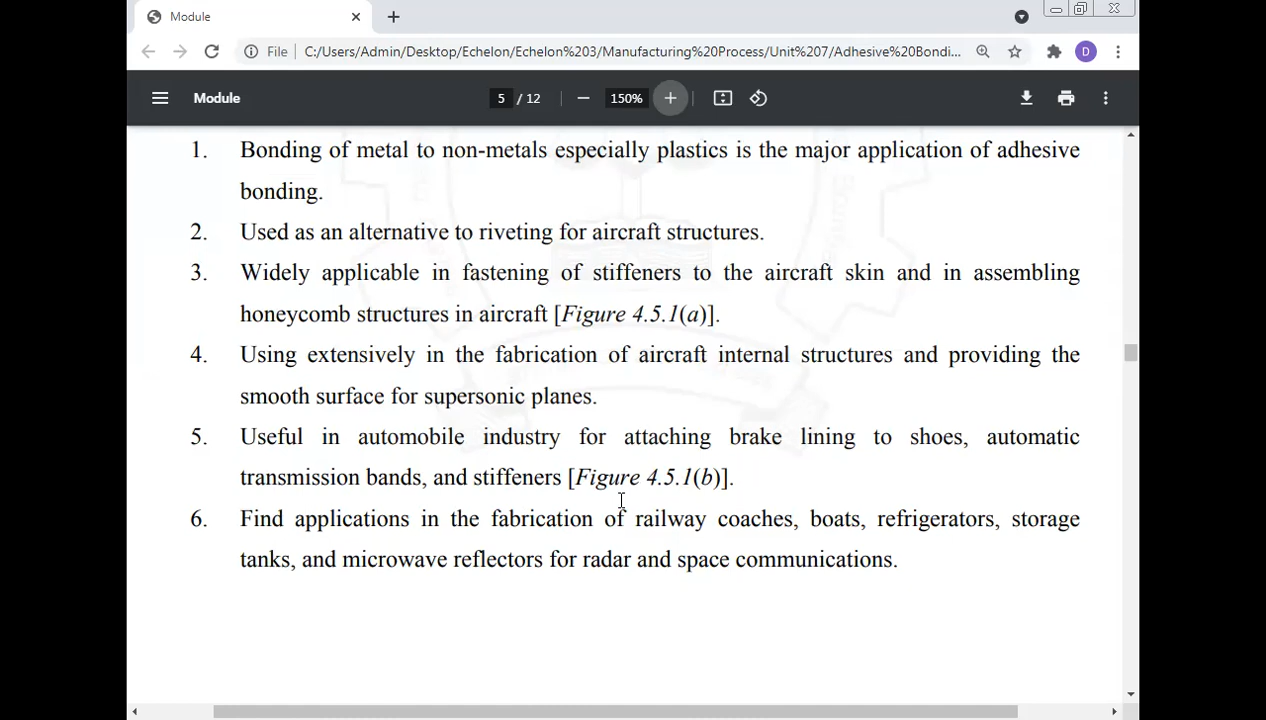 Module
File C:/Users/Admin/Desktop/Echelon/Echelon%203/Manufacturing%20Process/Unit%207/Adhesive%20Bondi...
D
Module 5 / 12 150%
1. Bonding of metal to non-metals especially plastics is the major application of adhesive
bonding.
2. Used as an alternative to riveting for aircraft structures.
3. Widely applicable in fastening of stiffeners to the aircraft skin and in assembling
honeycomb structures in aircraft [Figure 4.5.1(a)].
4. Using extensively in the fabrication of aircraft internal structures and providing the
smooth surface for supersonic planes.
5. Useful in automobile industry for attaching brake lining to shoes, automatic
transmission bands, and stiffeners [Figure 4.5.1(b)].
6. Find applications in the fabrication of railway coaches, boats, refrigerators, storage
tanks, and microwave reflectors for radar and space communications.